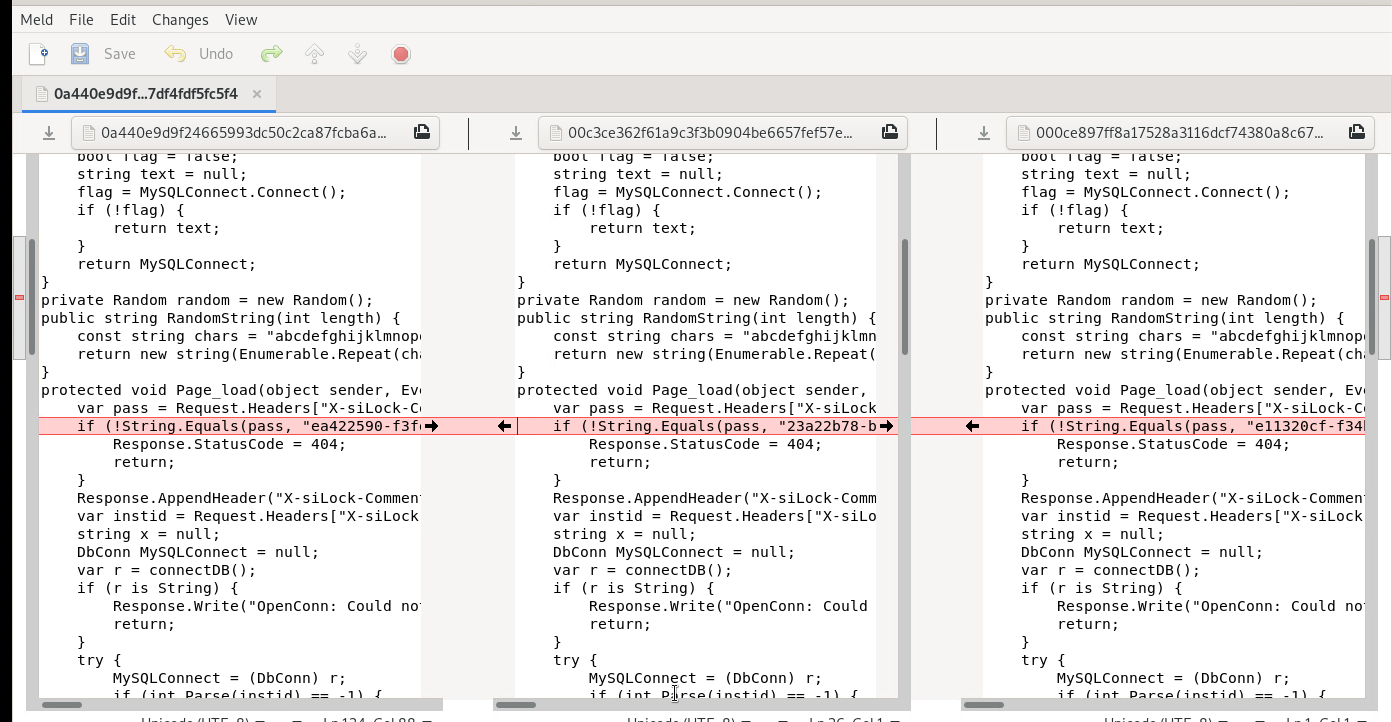 Meld File Edit Changes View
Save Undo
0a440e9d9f...7df4fdf5fc5f4 ×
0a440e9d9f24665993dc50c2ca87fcba6a...
00c3ce362f61a9c3f3b0904be6657fef57e...
000ce897ff8a17528a3116dcf74380a8c67...
bool flag = false;
string text = null;
flag = MySQLConnect.Connect();
if (!flag) {
return text;
}
return MySQLConnect;
}
private Random random = new Random();
public string RandomString(int length) {
const string chars = "abcdefghijklmnop
return new string(Enumerable.Repeat(cha
}
protected void Page_load(object sender, Eve
var pass = Request.Headers["X-siLock-Co
if (!String.Equals(pass, "ea422590-f3f
Response.StatusCode = 404;
return;
}
Response.AppendHeader("X-siLock-Comment
var instid = Request.Headers["X-siLock
string x = null;
DbConn MySQLConnect = null;
var r = connectDB();
if (r is String) {
Response.Write("OpenConn: Could not
return;
}
try {
MySQLConnect = (DbConn) r;
if (int.Parse(instid) == -1) {
bool flag = false;
string text = null;
flag = MySQLConnect.Connect();
if (!flag) {
return text;
}
return MySQLConnect;
}
private Random random = new Random();
public string RandomString(int length) {
const string chars = "abcdefghijklmn
return new string(Enumerable.Repeat(
}
protected void Page_load(object sender,
var pass = Request.Headers["X-siLock
if (!String.Equals(pass, "23a22b78-b
Response.StatusCode = 404;
return;
}
Response.AppendHeader("X-siLock-Comm
var instid = Request.Headers["X-siLo
string x = null;
DbConn MySQLConnect = null;
var r = connectDB();
if (r is String) {
Response.Write("OpenConn: Could
return;
}
try {
MySQLConnect = (DbConn) r;
if (int.Parse(instid) == -1) {
bool flag = false;
string text = null;
flag = MySQLConnect.Connect();
if (!flag) {
return text;
}
return MySQLConnect;
}
private Random random = new Random();
public string RandomString(int length) {
const string chars = "abcdefghijklmnop
return new string(Enumerable.Repeat(cha
}
protected void Page_load(object sender, Eve
var pass = Request.Headers["X-siLock-Co
if (!String.Equals(pass, "e11320cf-f34
Response.StatusCode = 404;
return;
}
Response.AppendHeader("X-siLock-Comment
var instid = Request.Headers["X-siLock
string x = null;
DbConn MySQLConnect = null;
var r = connectDB();
if (r is String) {
Response.Write("OpenConn: Could not
return;
}
try {
MySQLConnect = (DbConn) r;
if (int.Parse(instid) == -1) {
Unicode (UTF-8) Ln 134, Col 88
Unicode (UTF-8) Ln 36, Col 1
Unicode (UTF-8) Ln 1, Col 1